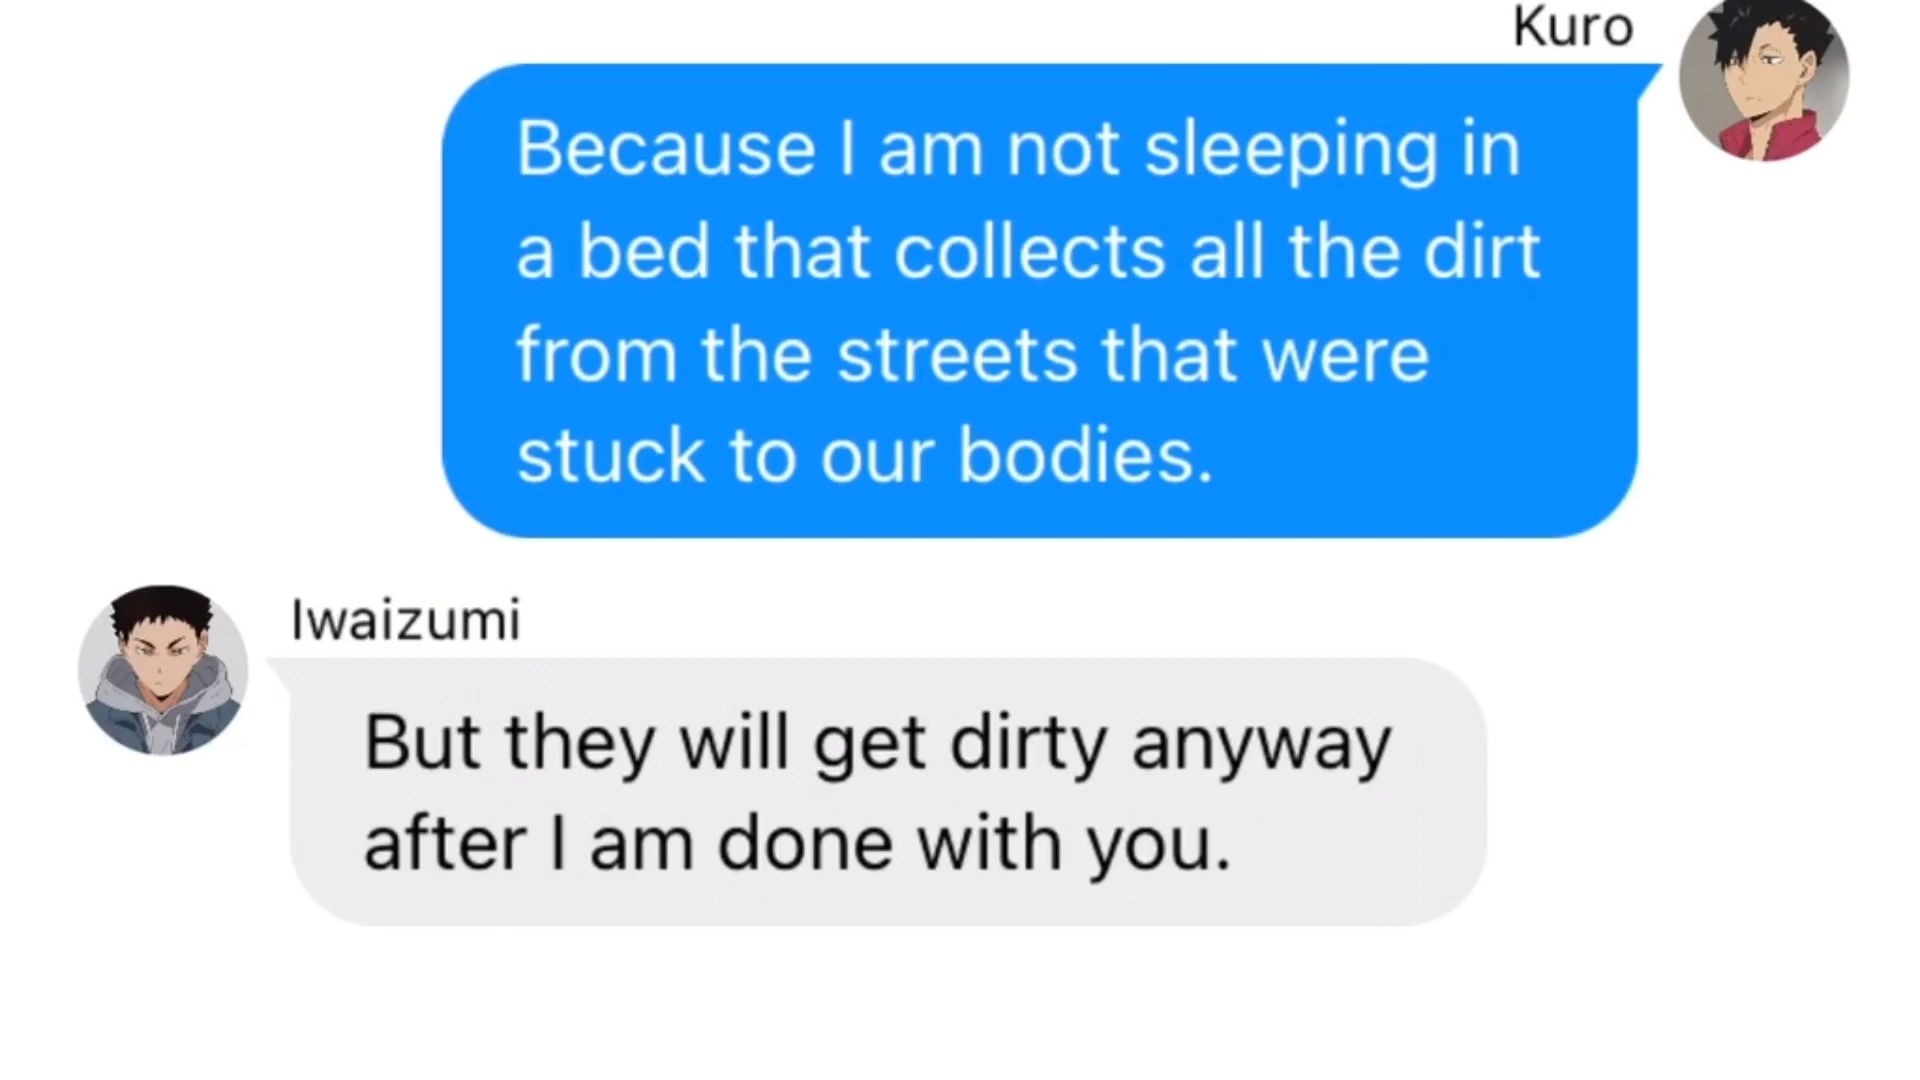 Kuro
Because I am not sleeping in
a bed that collects all the dirt
from the streets that were
stuck to our bodies.
Iwaizumi
But they will get dirty anyway
after I am done with you.